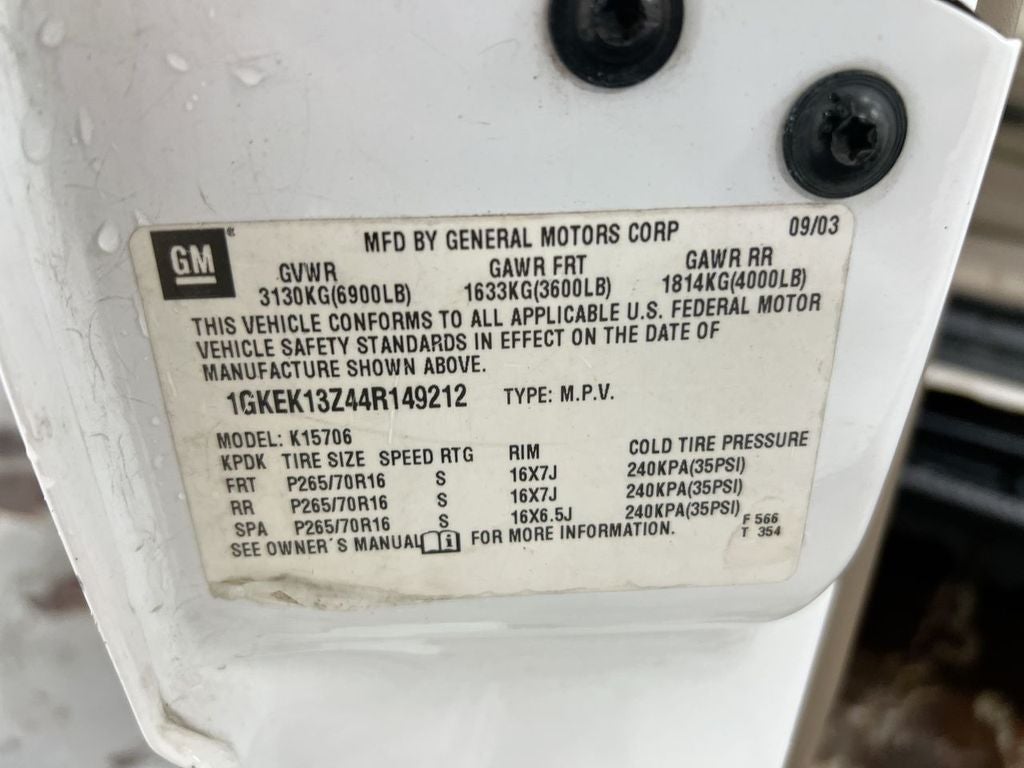 GM®
MFD BY GENERAL MOTORS CORP 09/03
GVWR GAWR FRT GAWR RR
3130KG(6900LB) 1633KG(3600LB) 1814KG(4000LB)
THIS VEHICLE CONFORMS TO ALL APPLICABLE U.S. FEDERAL MOTOR
VEHICLE SAFETY STANDARDS IN EFFECT ON THE DATE OF
MANUFACTURE SHOWN ABOVE.
1GKEK13Z44R149212 TYPE: M.P.V.
MODEL: K15706
KPDK TIRE SIZE SPEED RTG RIM COLD TIRE PRESSURE
FRT P265/70R16 S 16X7J 240KPA(35PSI)
RR P265/70R16 S 16X7J 240KPA(35PSI)
SPA P265/70R16 S 16X6.5J 240KPA(35PSI)
SEE OWNER'S MANUAL i FOR MORE INFORMATION.
F 566
T 354